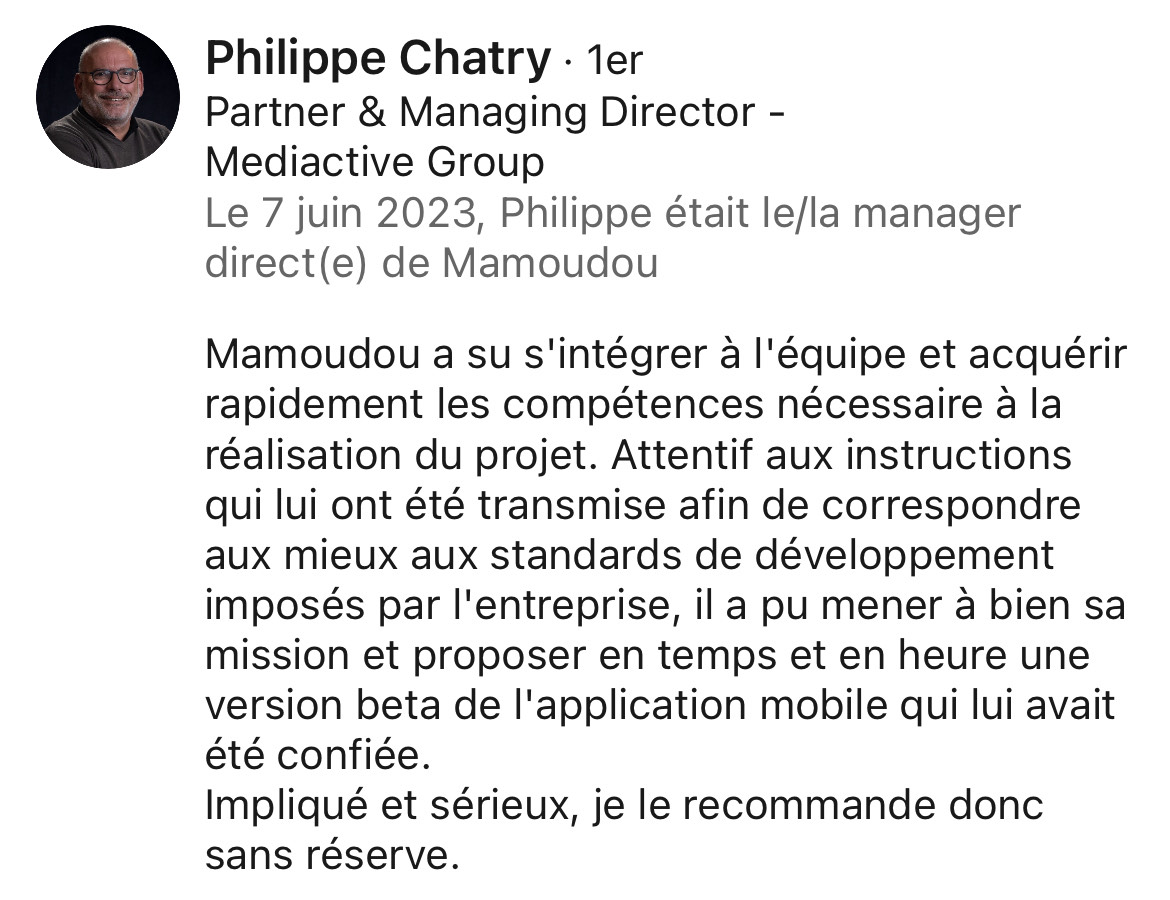 Philippe Chatry · 1er
Partner & Managing Director -
Mediactive Group
Le 7 juin 2023, Philippe était le/la manager
direct(e) de Mamoudou
Mamoudou a su s'intégrer à l'équipe et acquérir
rapidement les compétences nécessaire à la
réalisation du projet. Attentif aux instructions
qui lui ont été transmise afin de correspondre
aux mieux aux standards de développement
imposés par l'entreprise, il a pu mener à bien sa
mission et proposer en temps et en heure une
version beta de l'application mobile qui lui avait
été confiée.
Impliqué et sérieux, je le recommande donc
sans réserve.